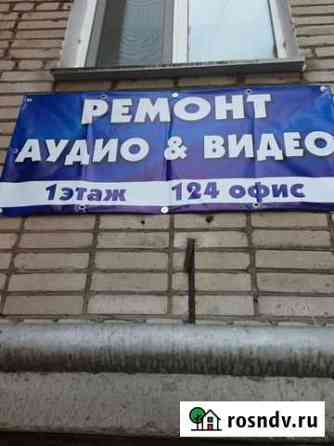 РЕМОНТ
АУДИО & ВИДЕО
1этаж 124 офис
rosndv.ru